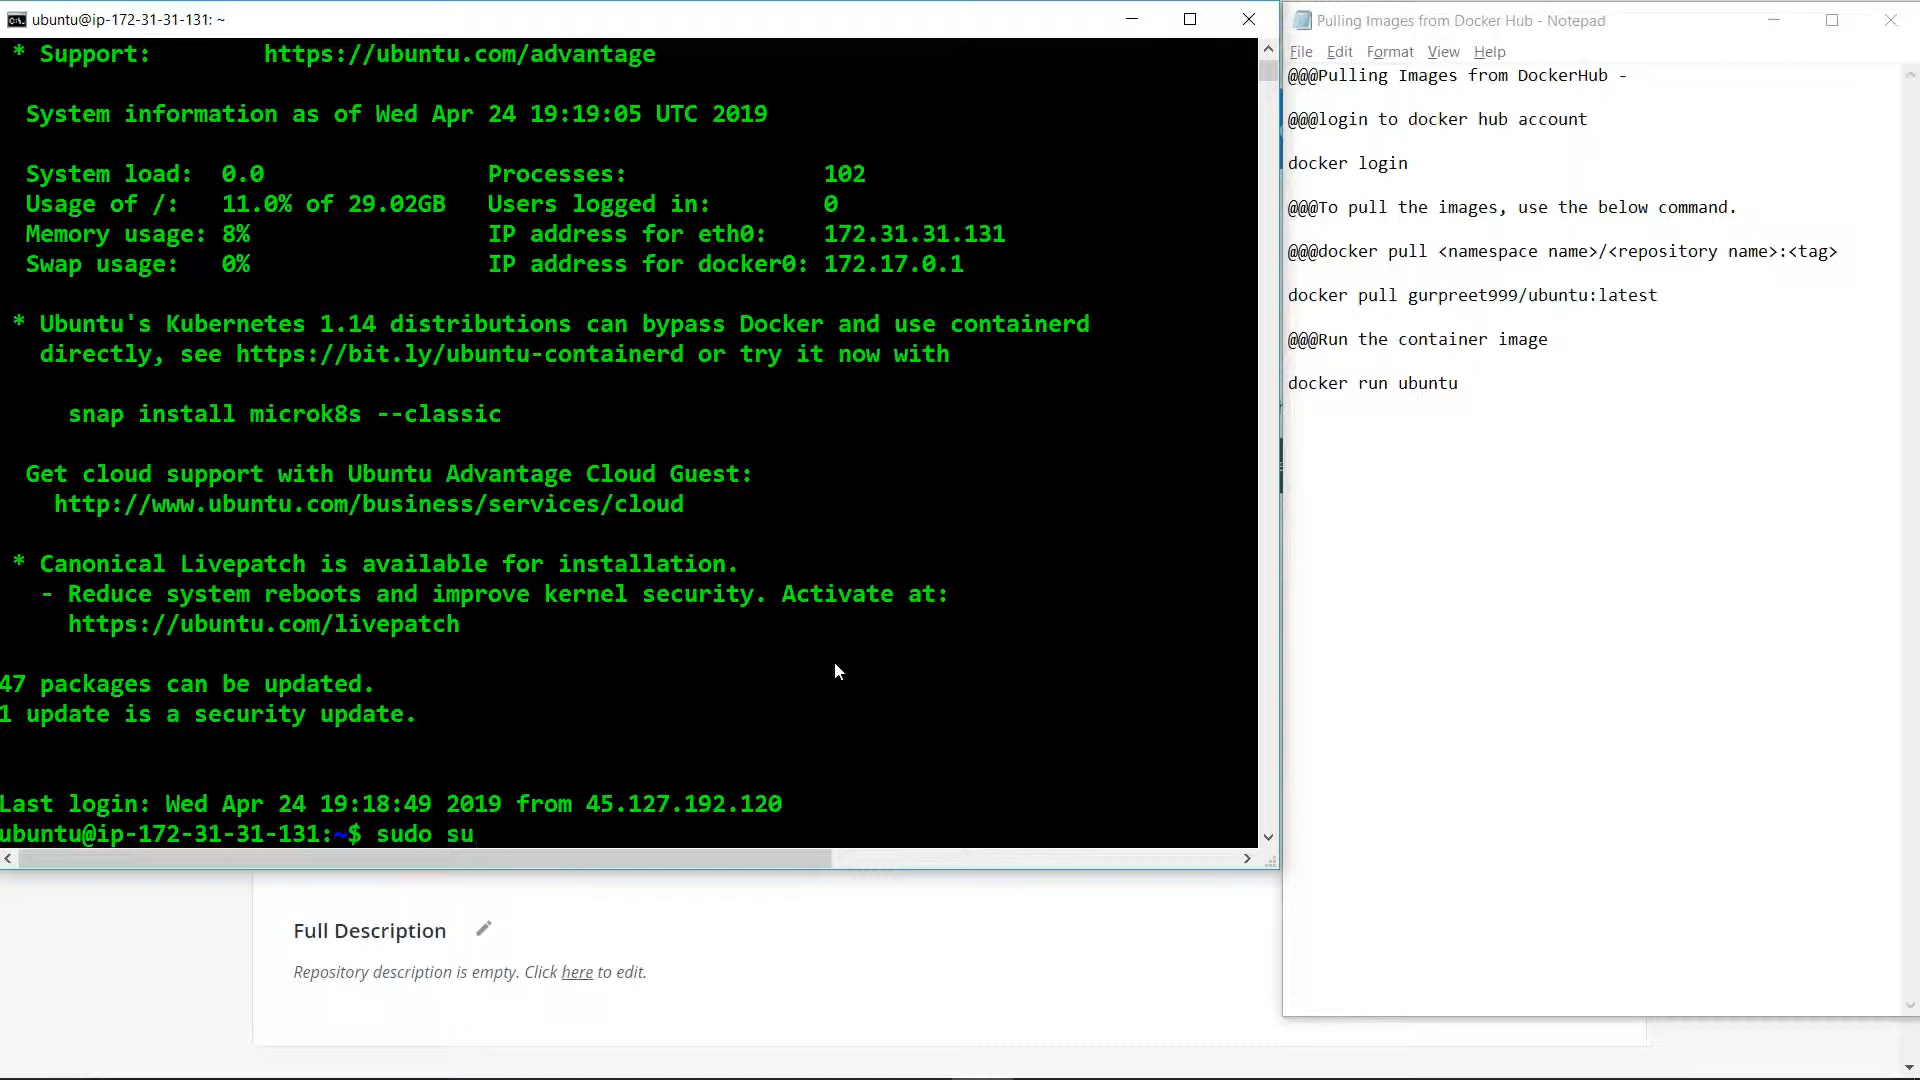 ubuntu@ip-172-31-31-131: ~
* Support:        https://ubuntu.com/advantage
System information as of Wed Apr 24 19:19:05 UTC 2019
System load:  0.0                Processes:              102
Usage of /:   11.0% of 29.02GB   Users logged in:        0
Memory usage: 8%                 IP address for eth0:    172.31.31.131
Swap usage:   0%                 IP address for docker0: 172.17.0.1
* Ubuntu's Kubernetes 1.14 distributions can bypass Docker and use containerd
directly, see https://bit.ly/ubuntu-containerd or try it now with
snap install microk8s --classic
Get cloud support with Ubuntu Advantage Cloud Guest:
http://www.ubuntu.com/business/services/cloud
* Canonical Livepatch is available for installation.
- Reduce system reboots and improve kernel security. Activate at:
https://ubuntu.com/livepatch
47 packages can be updated.
1 update is a security update.
Last login: Wed Apr 24 19:18:49 2019 from 45.127.192.120
ubuntu@ip-172-31-31-131:~$ sudo su
Full Description
Repository description is empty. Click here to edit.
Pulling Images from Docker Hub - Notepad
File Edit Format View Help
@@@Pulling Images from DockerHub -
@@@login to docker hub account
docker login
@@@To pull the images, use the below command.
@@@docker pull <namespace name>/<repository name>:<tag>
docker pull gurpreet999/ubuntu:latest
@@@Run the container image
docker run ubuntu